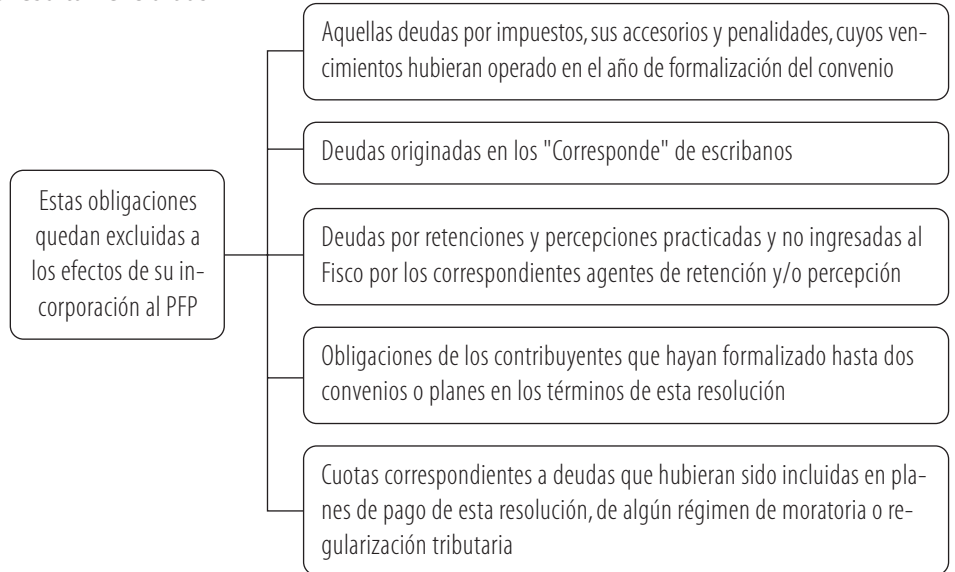 Estas obligaciones
quedan excluidas a
los efectos de su in-
corporación al PFP
Aquellas deudas por impuestos, sus accesorios y penalidades, cuyos ven-
cimientos hubieran operado en el año de formalización del convenio
Deudas originadas en los "Corresponde" de escribanos
Deudas por retenciones y percepciones practicadas y no ingresadas al
Fisco por los correspondientes agentes de retención y/o percepción
Obligaciones de los contribuyentes que hayan formalizado hasta dos
convenios o planes en los términos de esta resolución
Cuotas correspondientes a deudas que hubieran sido incluidas en pla-
nes de pago de esta resolución, de algún régimen de moratoria o re-
gularización tributaria